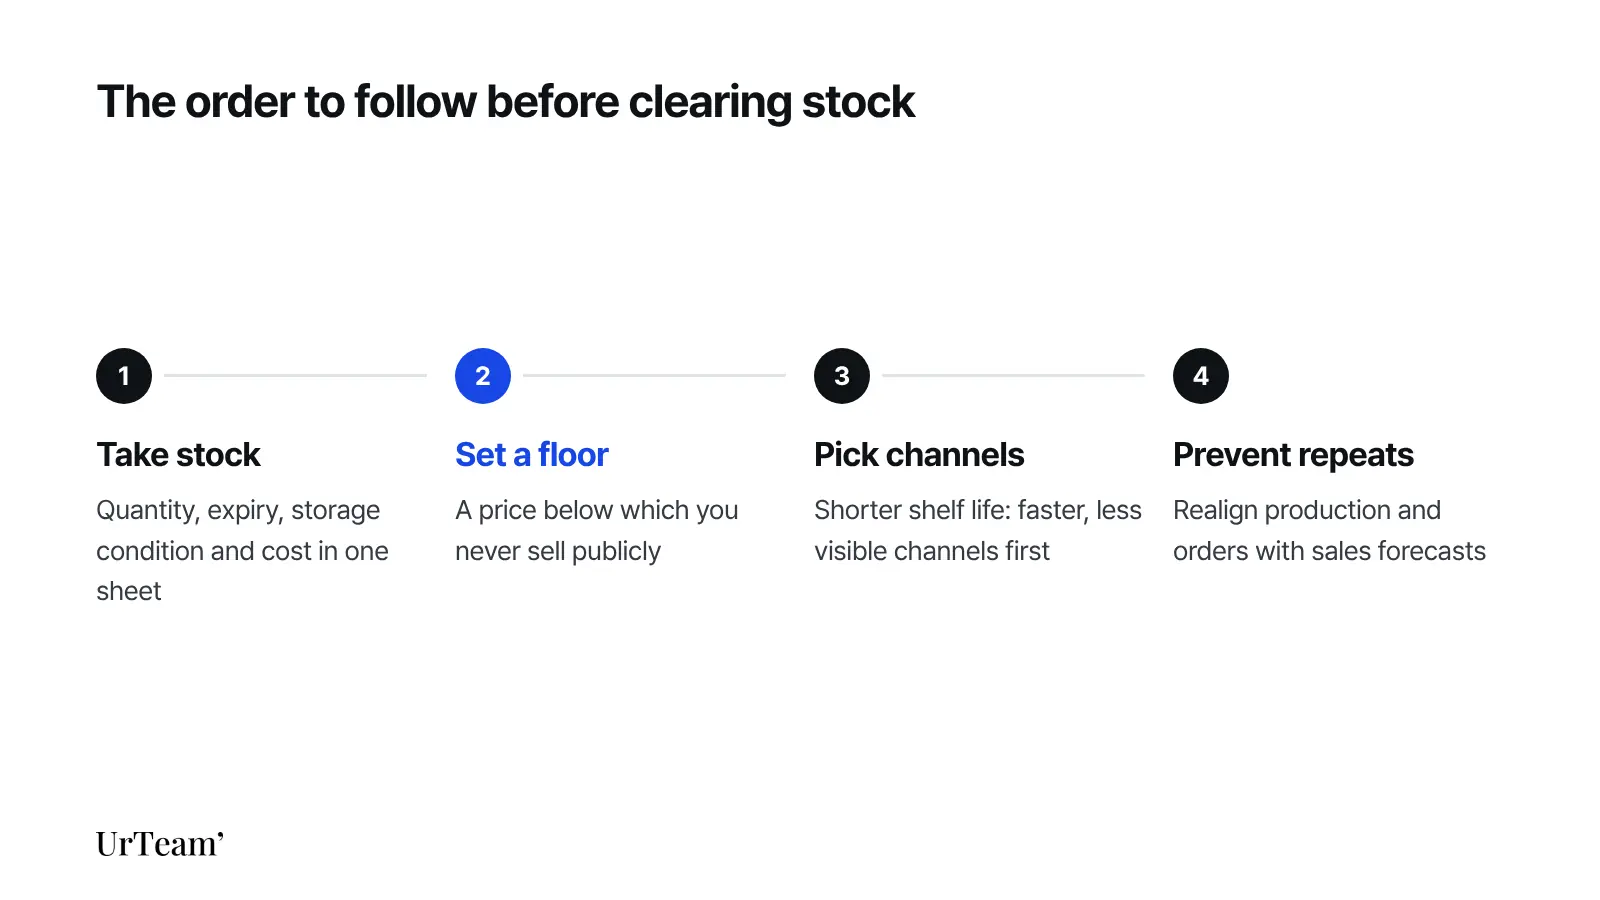 The order to follow before clearing stock
1
2
3
4
Take stock
Quantity, expiry, storage
condition and cost in one
sheet
Set a floor
A price below which you
never sell publicly
Pick channels
Shorter shelf life: faster, less
visible channels first
Prevent repeats
Realign production and
orders with sales forecasts
UrTeam’